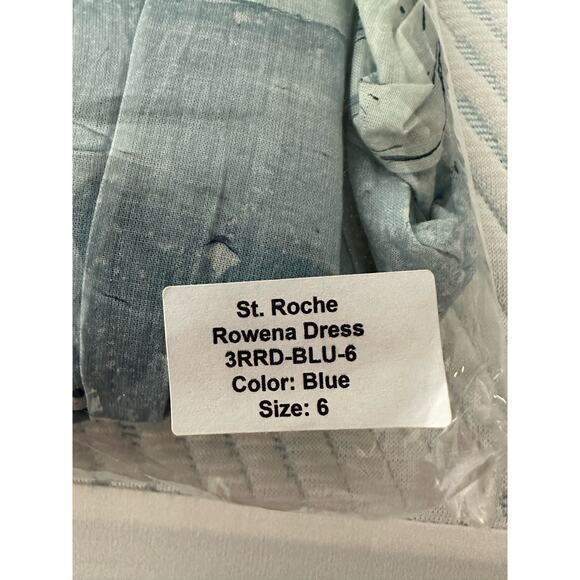 St. Roche
Rowena Dress
3RRD-BLU-6
Color: Blue
Size: 6